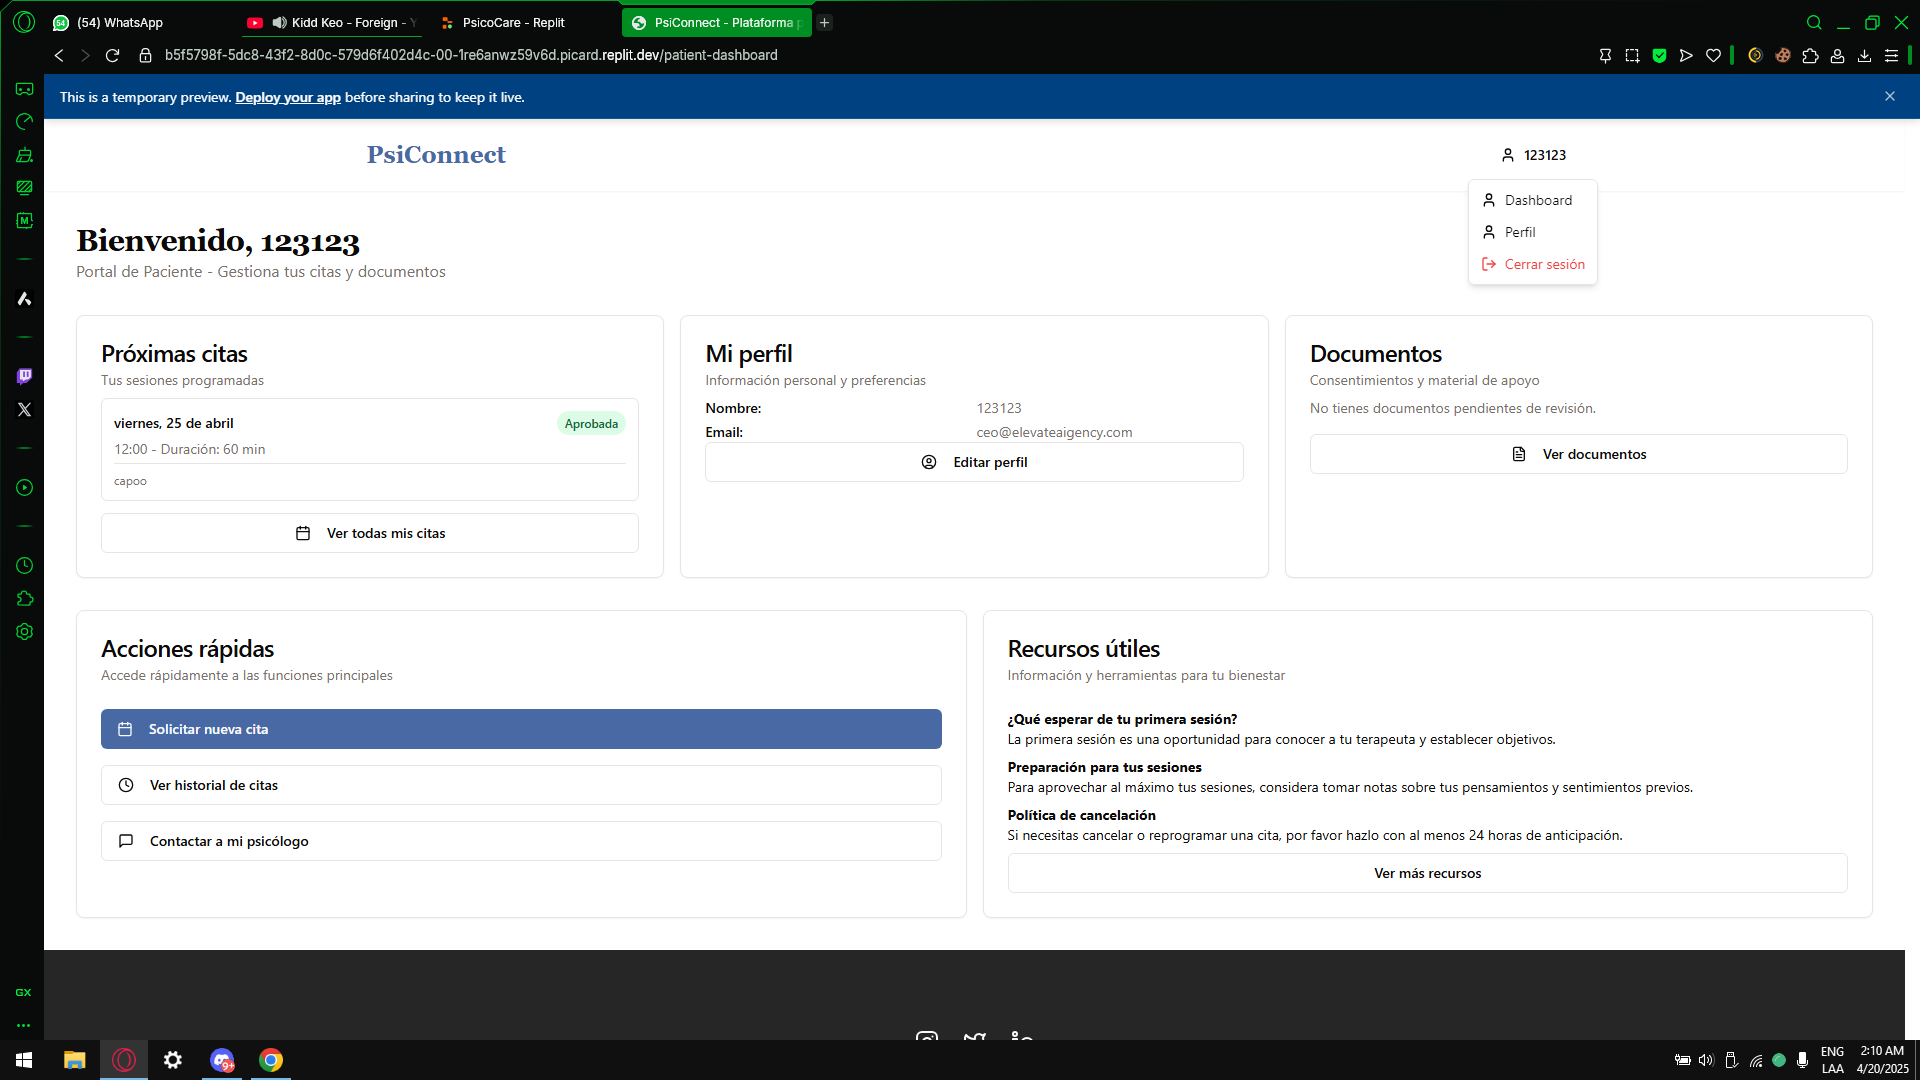 (54) WhatsApp
Kidd Keo - Foreign - Y
PsicoCare - Replit
PsiConnect - Plataforma p
b5f5798f-5dc8-43f2-8d0c-579d6f402d4c-00-1re6anwz59v6d.picard.replit.dev/patient-dashboard
This is a temporary preview. Deploy your app before sharing to keep it live.
PsiConnect
123123
Dashboard
Perfil
Cerrar sesión
Bienvenido, 123123
Portal de Paciente - Gestiona tus citas y documentos
Próximas citas
Tus sesiones programadas
viernes, 25 de abril
Aprobada
12:00 - Duración: 60 min
capoo
Ver todas mis citas
Mi perfil
Información personal y preferencias
Nombre: 123123
Email: ceo@elevateaigency.com
Editar perfil
Documentos
Consentimientos y material de apoyo
No tienes documentos pendientes de revisión.
Ver documentos
Acciones rápidas
Accede rápidamente a las funciones principales
Solicitar nueva cita
Ver historial de citas
Contactar a mi psicólogo
Recursos útiles
Información y herramientas para tu bienestar
¿Qué esperar de tu primera sesión?
La primera sesión es una oportunidad para conocer a tu terapeuta y establecer objetivos.
Preparación para tus sesiones
Para aprovechar al máximo tus sesiones, considera tomar notas sobre tus pensamientos y sentimientos previos.
Política de cancelación
Si necesitas cancelar o reprogramar una cita, por favor hazlo con al menos 24 horas de anticipación.
Ver más recursos
GX
9+
ENG
LAA
2:10 AM
4/20/2025